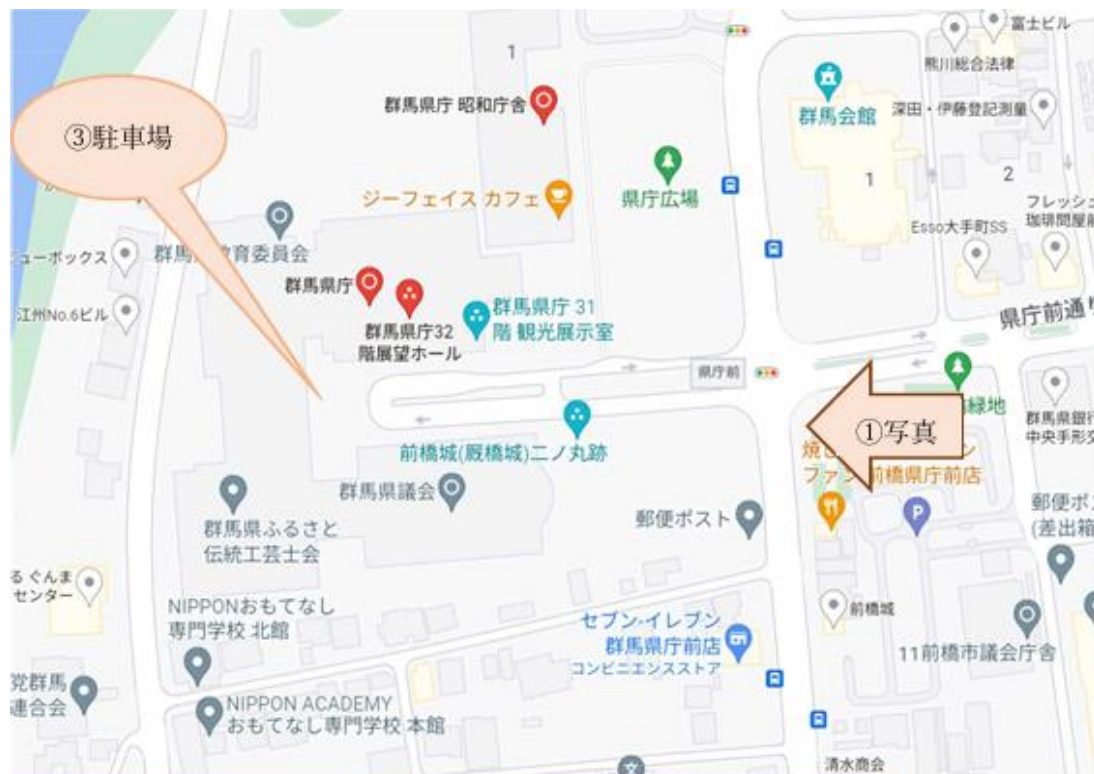 富士ビル
熊川総合法律
1
群馬県庁 昭和庁舎
群馬会館
深田・伊藤登記測量
③駐車場
1
2
ジーフェイス カフェ
県庁広場
フレッシュ
珈琲問屋前
Esso大手町SS
群馬
教育委員会
ューボックス
群馬県庁
江州No.6ビル
群馬県庁32
階展望ホール
群馬県庁 31
階 観光展示室
県庁前通り
県庁前
緑地
①写真
群馬県銀行
中央手形交
前橋城(厩橋城)二ノ丸跡
ファン
前橋県庁前店
群馬県議会
郵便ポスト
P
郵便ポス
(差出箱
群馬県ふるさと
伝統工芸士会
る ぐんま
センター
NIPPONおもてなし
専門学校 北館
セブン-イレブン
群馬県庁前店
コンビニエンスストア
前橋城
11前橋市議会庁舎
党群馬
連合会
NIPPON ACADEMY
おもてなし専門学校 本館
清水商会